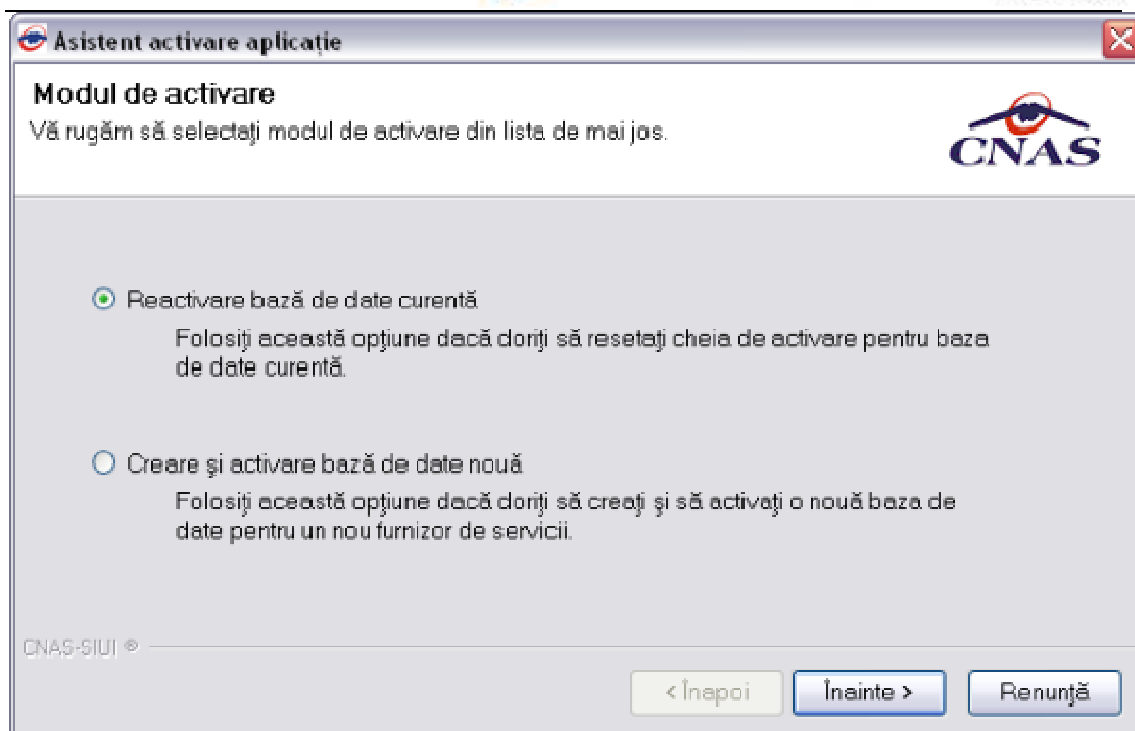 Asistent activare aplicație
Modul de activare
Vă rugăm să selectați modul de activare din lista de mai jos.
CNAS
Reactivare bază de date curentă
Folosiți această opțiune dacă doriți să resetați cheia de activare pentru baza
de date curentă.
Creare şi activare bază de date nouă
Folosiți această opțiune dacă doriți să creați şi să activați o nouă baza de
date pentru un nou furnizor de servicii.
CNAS-SIUI ®
< Înapoi
Înainte >
Renunță